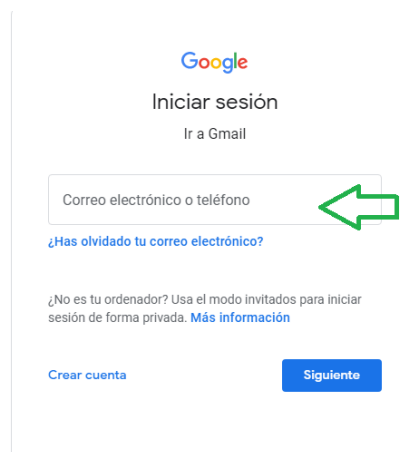 Google
Iniciar sesión
Ir a Gmail
Correo electrónico o teléfono
¿Has olvidado tu correo electrónico?
¿No es tu ordenador? Usa el modo invitados para iniciar
sesión de forma privada. Más información
Crear cuenta
Siguiente